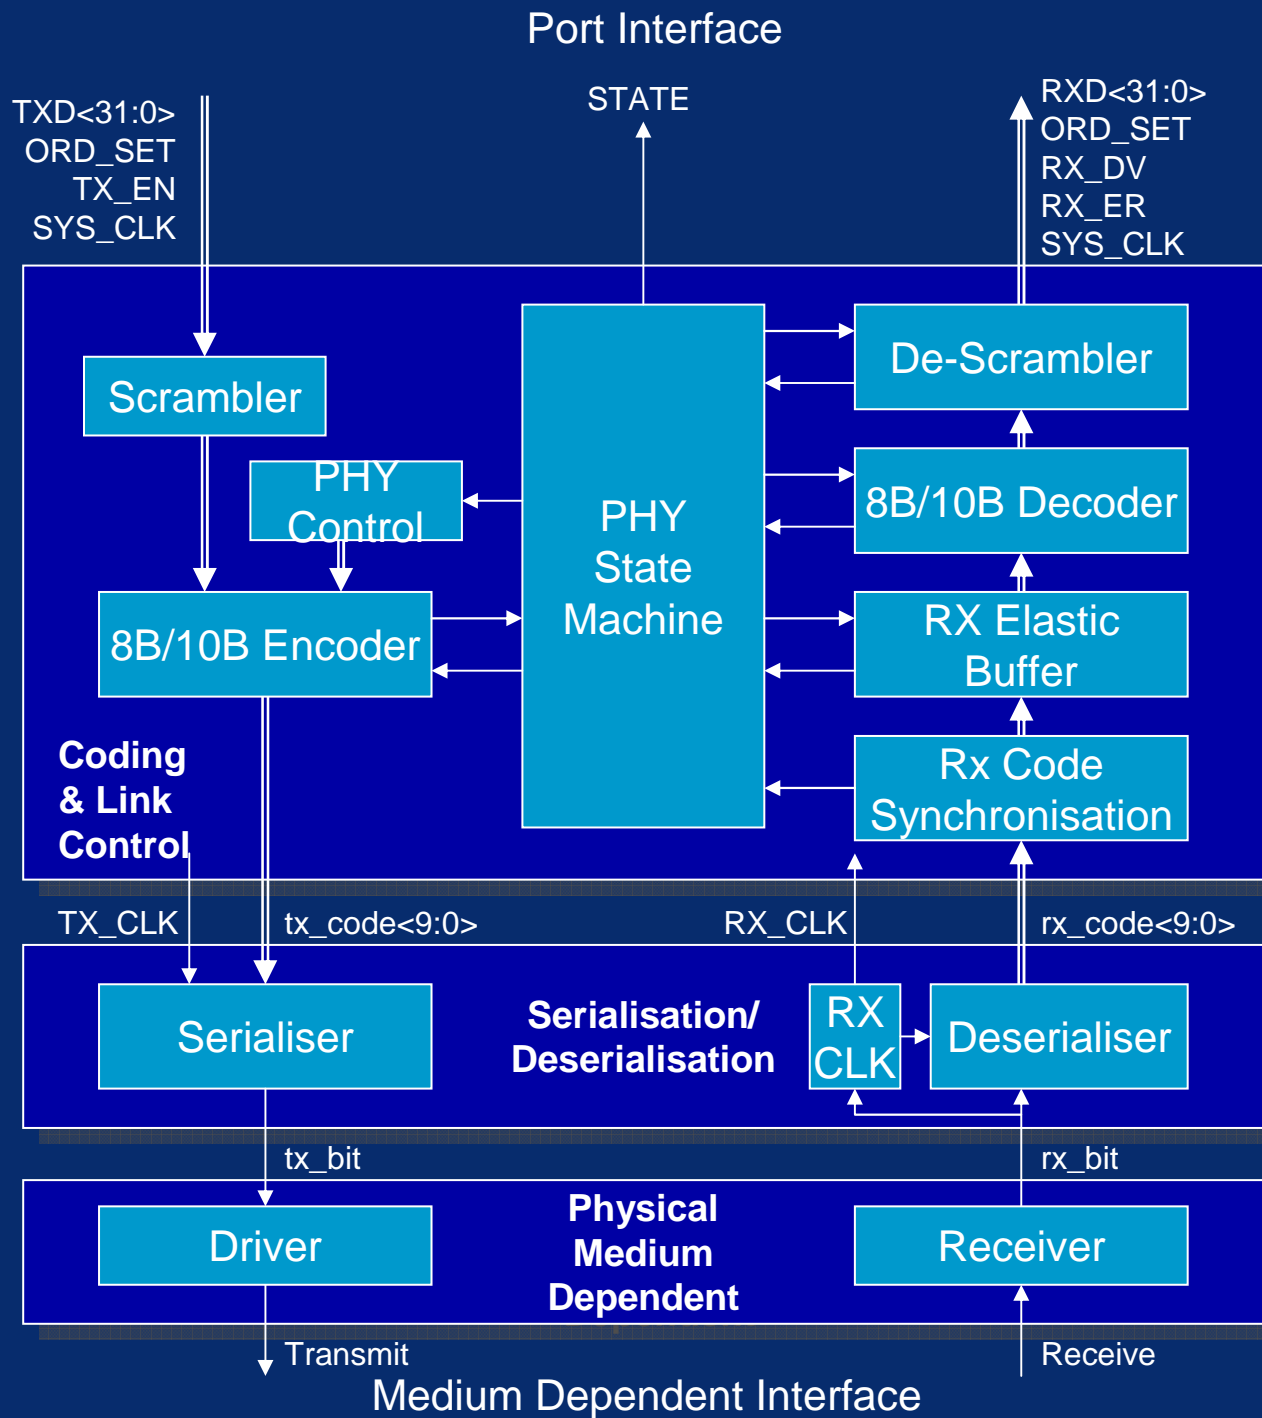 Port Interface
TXD<31:0>
ORD_SET
TX_EN
SYS_CLK
STATE
RXD<31:0>
ORD_SET
RX_DV
RX_ER
SYS_CLK
Scrambler
PHY
Control
8B/10B Encoder
PHY
State
Machine
De-Scrambler
8B/10B Decoder
RX Elastic
Buffer
Rx Code
Synchronisation
Coding
& Link
Control
TX_CLK
tx_code<9:0>
RX_CLK
rx_code<9:0>
Serialiser
Serialisation/
Deserialisation
RX
CLK
Deserialiser
tx_bit
rx_bit
Driver
Physical
Medium
Dependent
Receiver
Transmit
Receive
Medium Dependent Interface